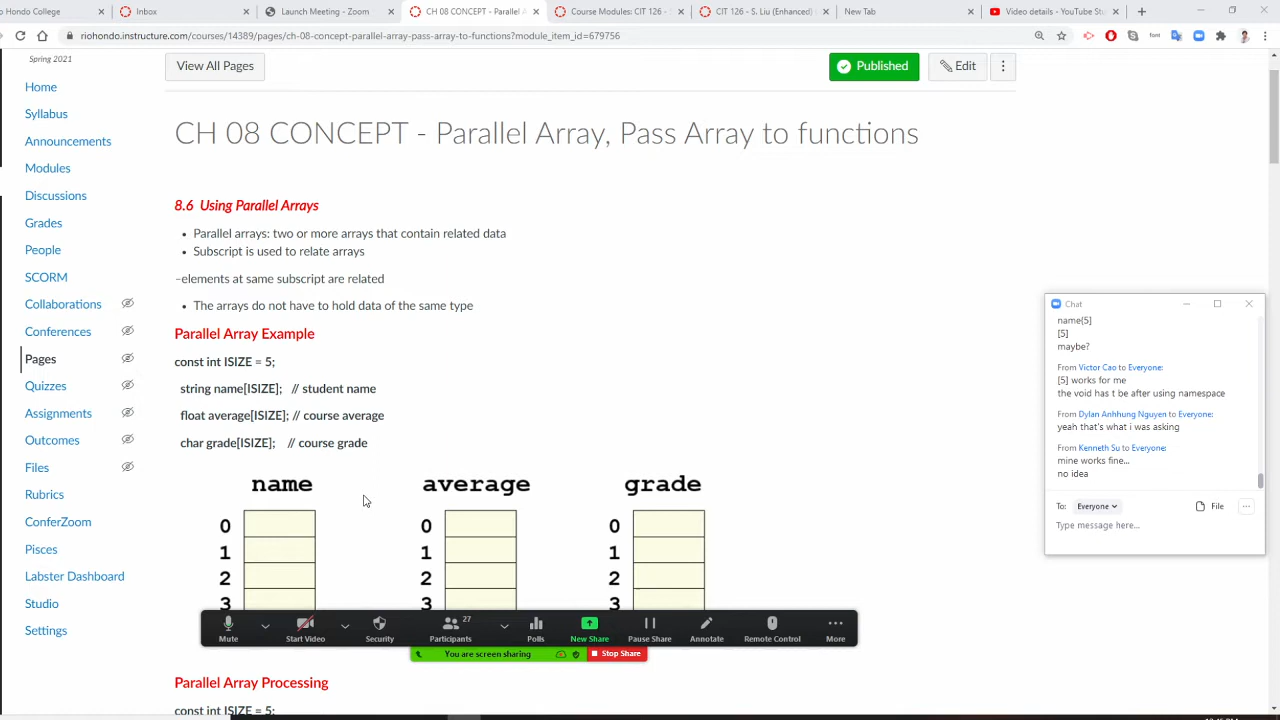 o Hondo College
Inbox
Launch Meeting - Zoom
CH 08 CONCEPT - Parallel A
Course Modules: CIT 126 -
CIT 126 - S. Liu (Enhanced)
New Tab
Video details - YouTube St
riohondo.instructure.com/courses/14389/pages/ch-08-concept-parallel-array-pass-array-to-functions?module_item_id=679756
Spring 2021
Home
Syllabus
Announcements
Modules
Discussions
Grades
People
SCORM
Collaborations
Conferences
Pages
Quizzes
Assignments
Outcomes
Files
Rubrics
ConferZoom
Pisces
Labster Dashboard
Studio
Settings
View All Pages
Published
Edit
CH 08 CONCEPT - Parallel Array, Pass Array to functions
8.6 Using Parallel Arrays
• Parallel arrays: two or more arrays that contain related data
• Subscript is used to relate arrays
–elements at same subscript are related
• The arrays do not have to hold data of the same type
Parallel Array Example
const int ISIZE = 5;
string name[ISIZE]; // student name
float average[ISIZE]; // course average
char grade[ISIZE]; // course grade
name average grade
0 0 0
1 1 1
2 2 2
3 3 3
Mute
Start Video
Security
27
Participants
Polls
New Share
Pause Share
Annotate
Remote Control
More
You are screen sharing
Stop Share
Parallel Array Processing
const int ISIZE = 5;
Chat
name[5]
[5]
maybe?
From Victor Cao to Everyone:
[5] works for me
the void has t be after using namespace
From Dylan Anhhung Nguyen to Everyone:
yeah that's what i was asking
From Kenneth Su to Everyone:
mine works fine...
no idea
To: Everyone
File
Type message here...